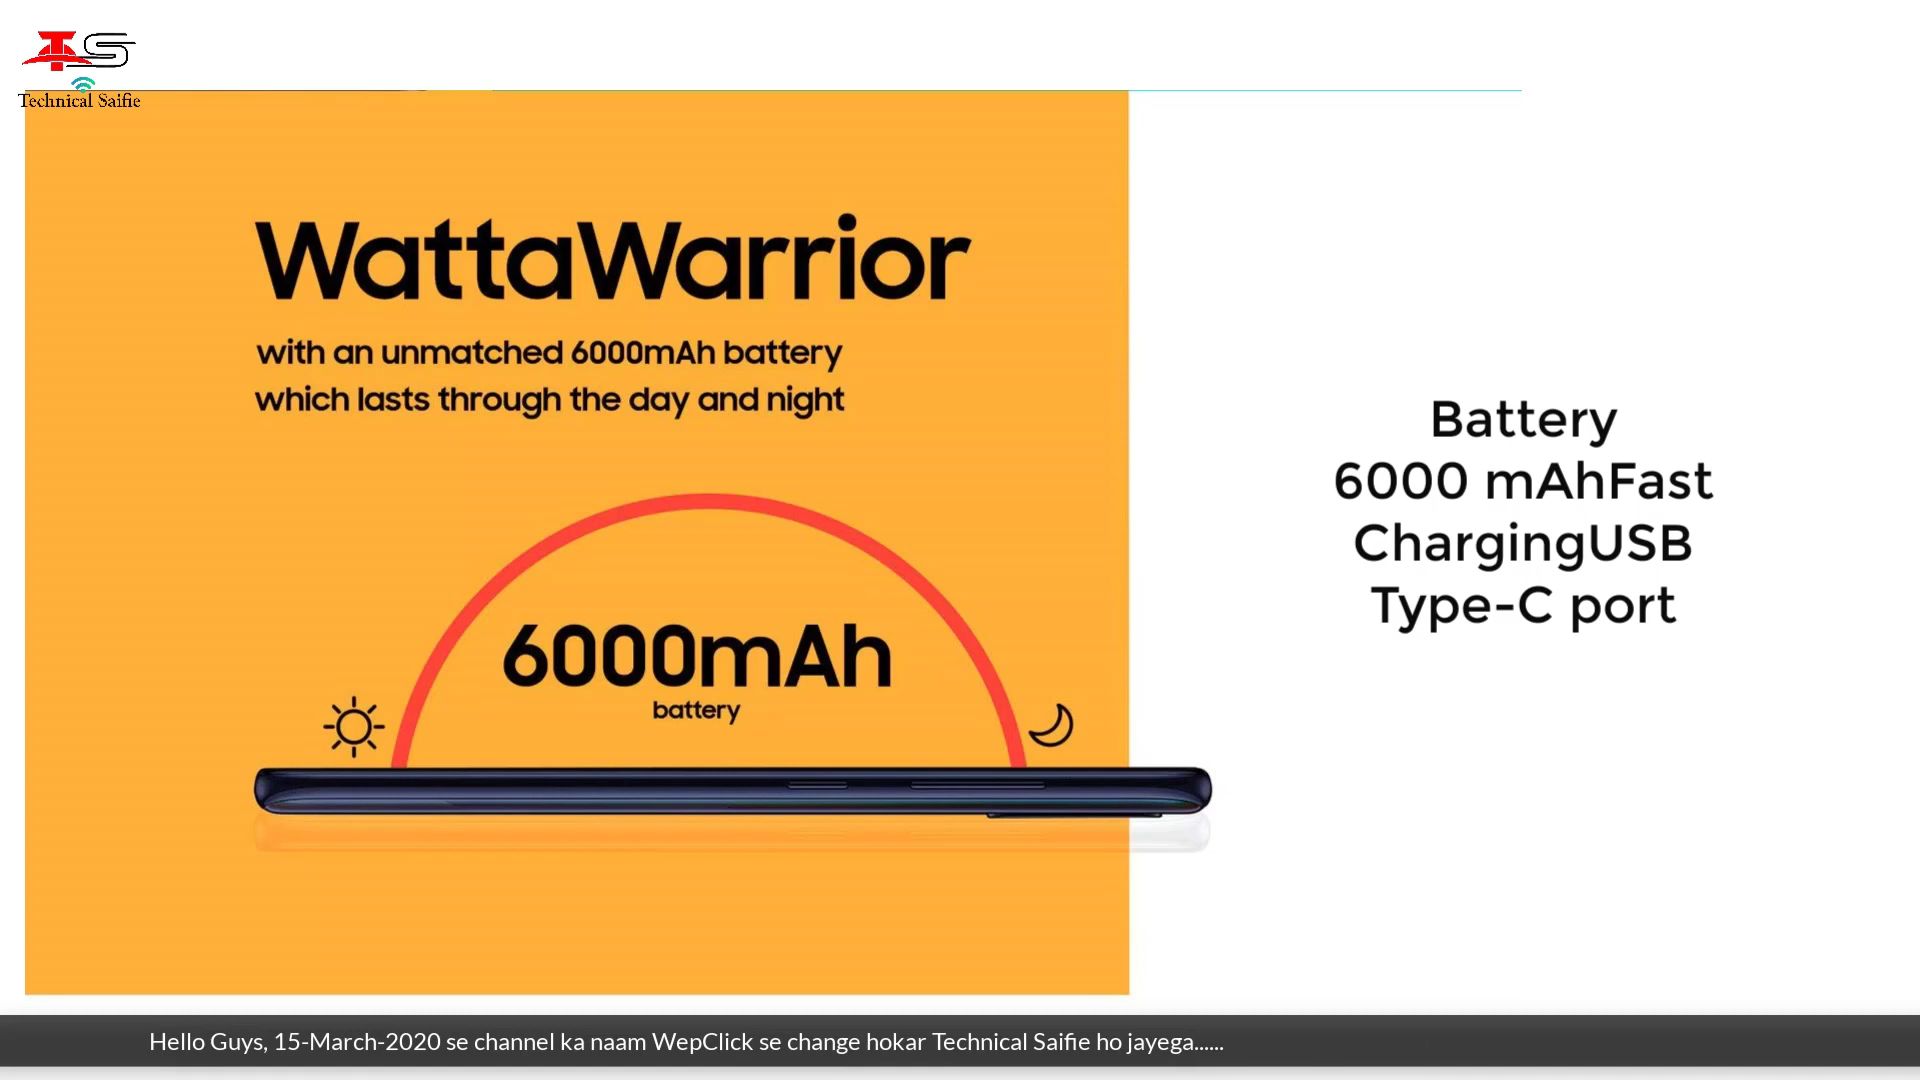 TS
Technical Saifie
WattaWarrior
with an unmatched 6000mAh battery
which lasts through the day and night
6000mAh
battery
Battery
6000 mAhFast
ChargingUSB
Type-C port
Hello Guys, 15-March-2020 se channel ka naam WepClick se change hokar Technical Saifie ho jayega......